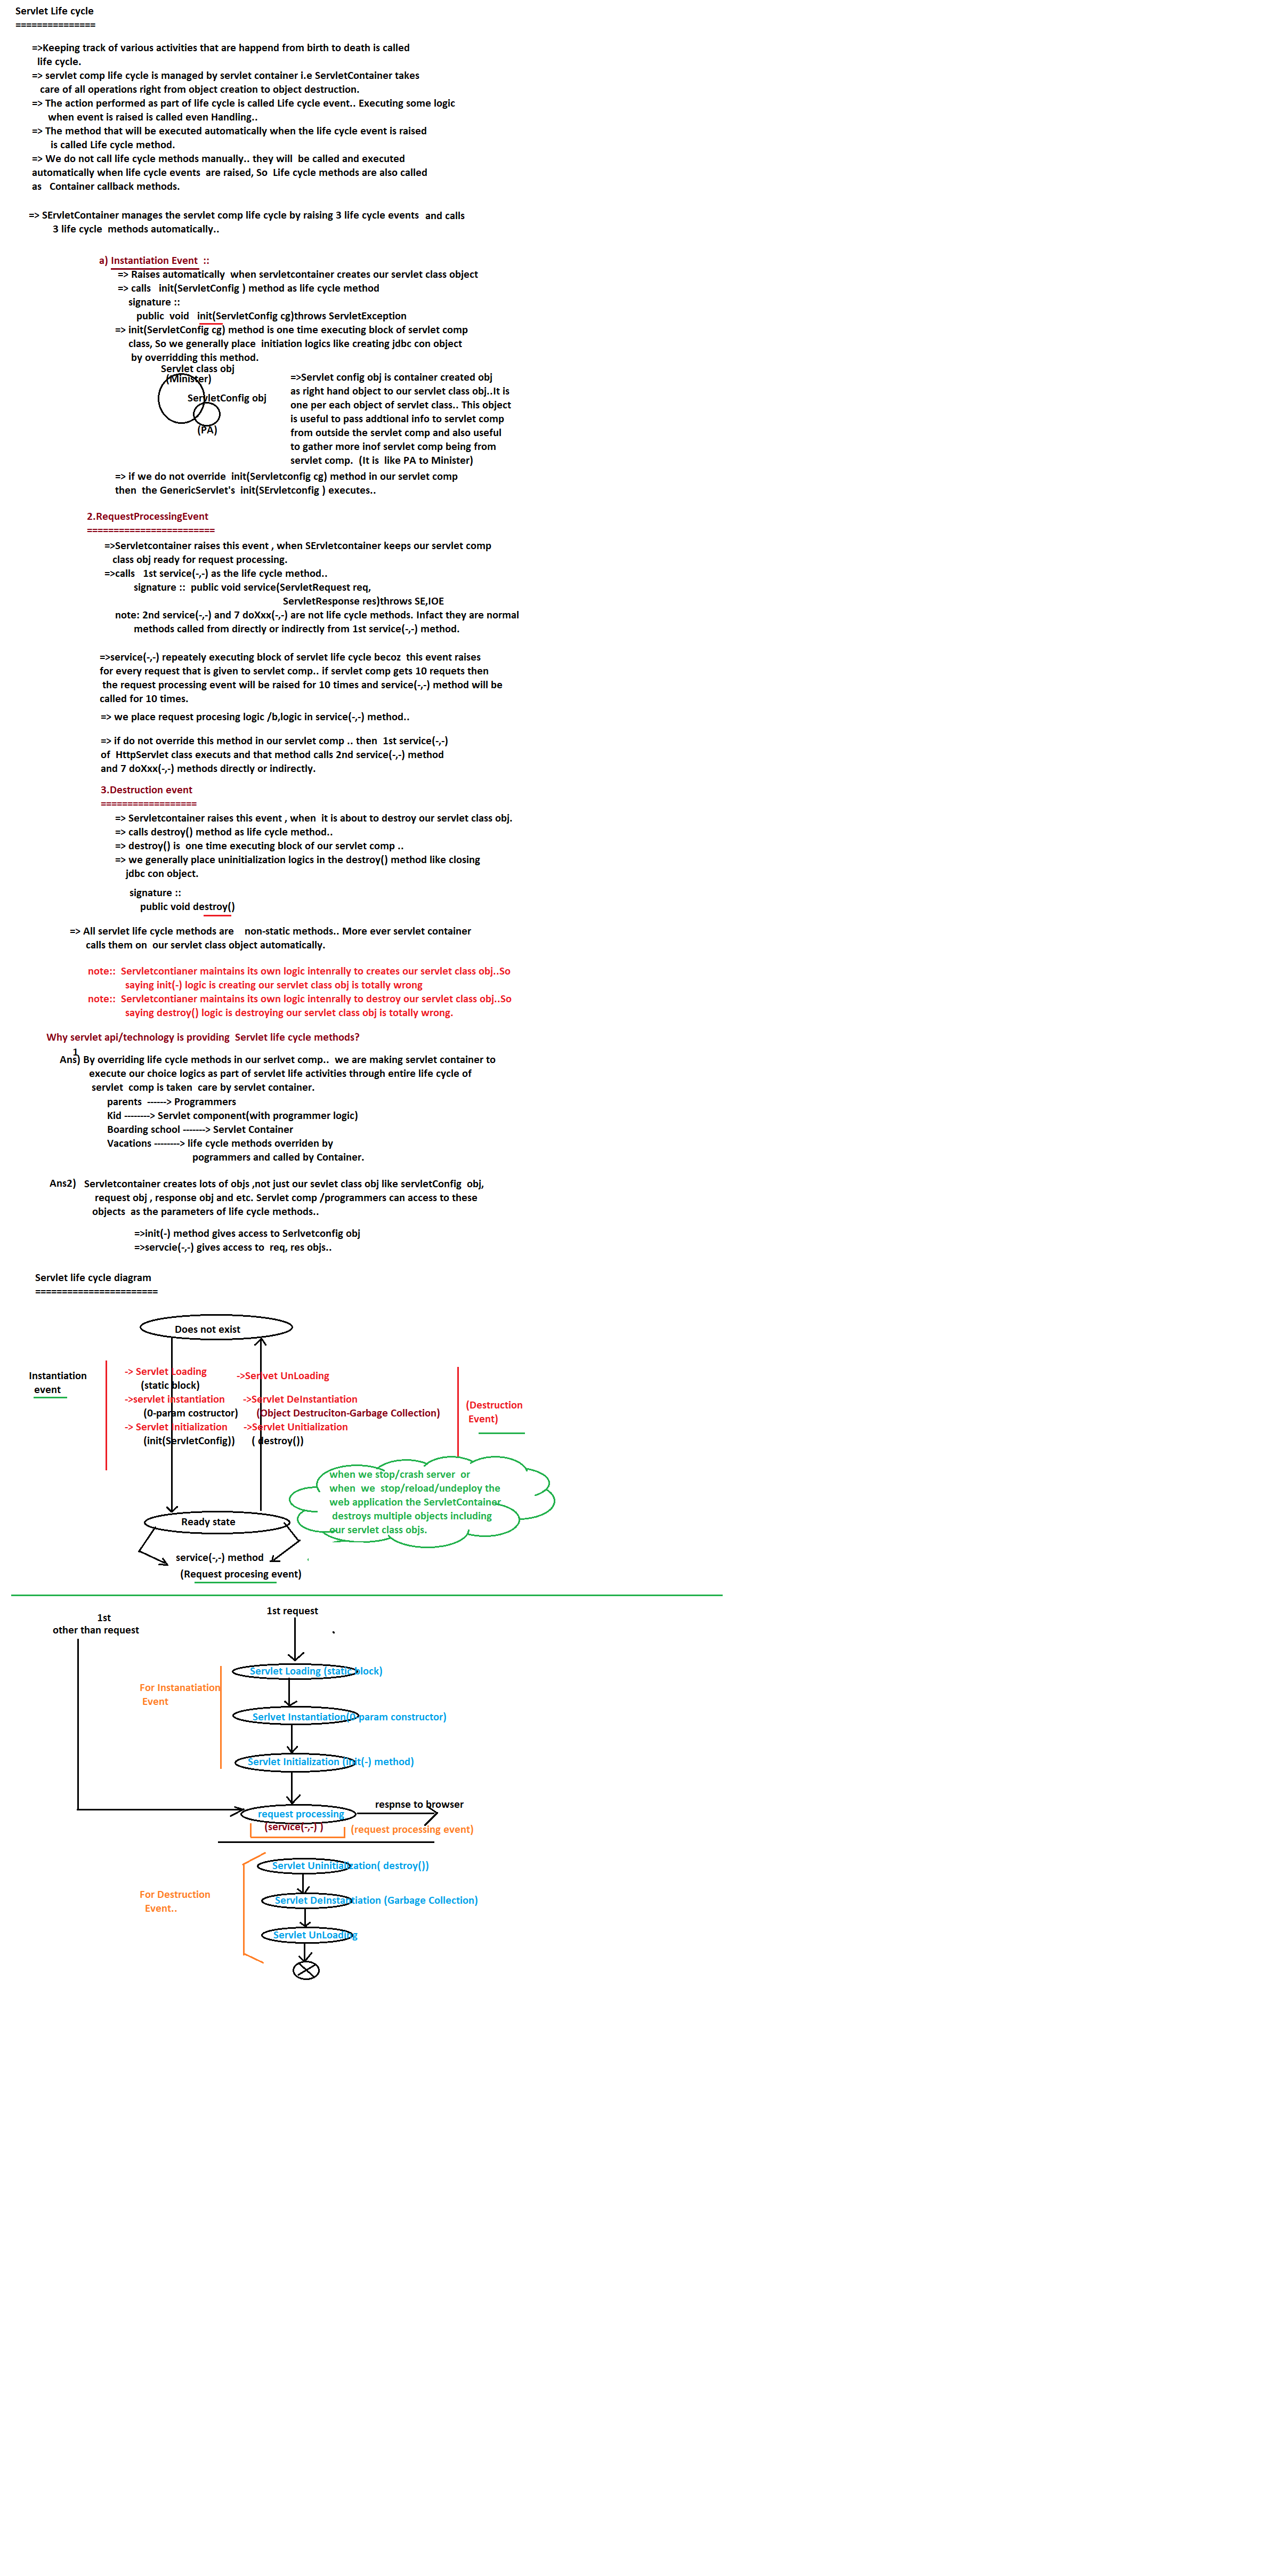 Servlet Life cycle
===============
=>Keeping track of various activities that are happend from birth to death is called
life cycle.
=> servlet comp life cycle is managed by servlet container i.e ServletContainer takes
care of all operations right from object creation to object destruction.
=> The action performed as part of life cycle is called Life cycle event.. Executing some logic
when event is raised is called even Handling..
=> The method that will be executed automatically when the life cycle event is raised
is called Life cycle method.
=> We do not call life cycle methods manually.. they will  be called and executed
automatically when life cycle events  are raised, So  Life cycle methods are also called
as   Container callback methods.
=> SErvletContainer manages the servlet comp life cycle by raising 3 life cycle events  and calls
3 life cycle  methods automatically..
a) Instantiation Event  ::
=> Raises automatically  when servletcontainer creates our servlet class object
=> calls   init(ServletConfig ) method as life cycle method
signature ::
public  void   init(ServletConfig cg)throws ServletException
=> init(ServletConfig cg) method is one time executing block of servlet comp
class, So we generally place  initiation logics like creating jdbc con object
by overridding this method.
Servlet class obj
(Minister)
ServletConfig obj
(PA)
=>Servlet config obj is container created obj
as right hand object to our servlet class obj..It is
one per each object of servlet class.. This object
is useful to pass addtional info to servlet comp
from outside the servlet comp and also useful
to gather more inof servlet comp being from
servlet comp.  (It is  like PA to Minister)
=> if we do not override  init(Servletconfig cg) method in our servlet comp
then  the GenericServlet's  init(SErvletconfig ) executes..
2.RequestProcessingEvent
========================
=>Servletcontainer raises this event , when SErvletcontainer keeps our servlet comp
class obj ready for request processing.
=>calls   1st service(-,-) as the life cycle method..
signature ::  public void service(ServletRequest req,
ServletResponse res)throws SE,IOE
note: 2nd service(-,-) and 7 doXxx(-,-) are not life cycle methods. Infact they are normal
methods called from directly or indirectly from 1st service(-,-) method.
=>service(-,-) repeately executing block of servlet life cycle becoz  this event raises
for every request that is given to servlet comp.. if servlet comp gets 10 requets then
the request processing event will be raised for 10 times and service(-,-) method will be
called for 10 times.
=> we place request procesing logic /b,logic in service(-,-) method..
=> if do not override this method in our servlet comp .. then  1st service(-,-)
of  HttpServlet class executs and that method calls 2nd service(-,-) method
and 7 doXxx(-,-) methods directly or indirectly.
3.Destruction event
==================
=> Servletcontainer raises this event , when  it is about to destroy our servlet class obj.
=> calls destroy() method as life cycle method..
=> destroy() is  one time executing block of our servlet comp ..
=> we generally place uninitialization logics in the destroy() method like closing
jdbc con object.
signature ::
public void destroy()
=> All servlet life cycle methods are    non-static methods.. More ever servlet container
calls them on  our servlet class object automatically.
note::  Servletcontianer maintains its own logic intenrally to creates our servlet class obj..So
saying init(-) logic is creating our servlet class obj is totally wrong
note::  Servletcontianer maintains its own logic intenrally to destroy our servlet class obj..So
saying destroy() logic is destroying our servlet class obj is totally wrong.
Why servlet api/technology is providing  Servlet life cycle methods?
1
Ans) By overriding life cycle methods in our serlvet comp..  we are making servlet container to
execute our choice logics as part of servlet life activities through entire life cycle of
servlet  comp is taken  care by servlet container.
parents  ------> Programmers
Kid --------> Servlet component(with programmer logic)
Boarding school -------> Servlet Container
Vacations --------> life cycle methods overriden by
pogrammers and called by Container.
Ans2)   Servletcontainer creates lots of objs ,not just our sevlet class obj like servletConfig  obj,
request obj , response obj and etc. Servlet comp /programmers can access to these
objects  as the parameters of life cycle methods..
=>init(-) method gives access to Serlvetconfig obj
=>servcie(-,-) gives access to  req, res objs..
Servlet life cycle diagram
=======================
Does not exist
Instantiation
event
-> Servlet Loading
(static block)
->servlet instantiation
(0-param costructor)
-> Servlet Initialization
(init(ServletConfig))
->Servet UnLoading
->Servlet DeInstantiation
(Object Destruciton-Garbage Collection)
->Servlet Unitialization
( destroy())
(Destruction
Event)
when we stop/crash server  or
when  we  stop/reload/undeploy the
web application the ServletContainer
destroys multiple objects including
our servlet class objs.
Ready state
service(-,-) method
(Request procesing event)
1st
other than request
1st request
Servlet Loading (static block)
For Instanatiation
Event
Serlvet Instantiation(0-param constructor)
Servlet Initialization (init(-) method)
respnse to browser
request processing
(service(-,-) )
(request processing event)
Servlet Uninitialization( destroy())
For Destruction
Event..
Servlet DeInstantiation (Garbage Collection)
Servlet UnLoading